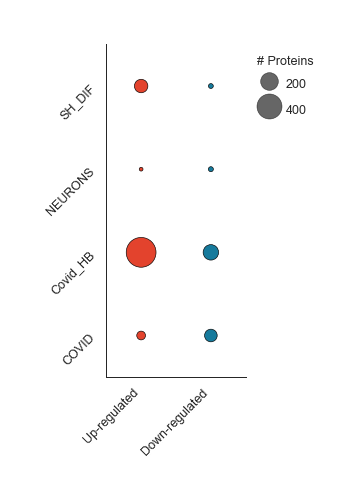 # Proteins
200
400
SH_DIF
NEURONS
Covid_HB
COVID
Up-regulated
Down-regulated